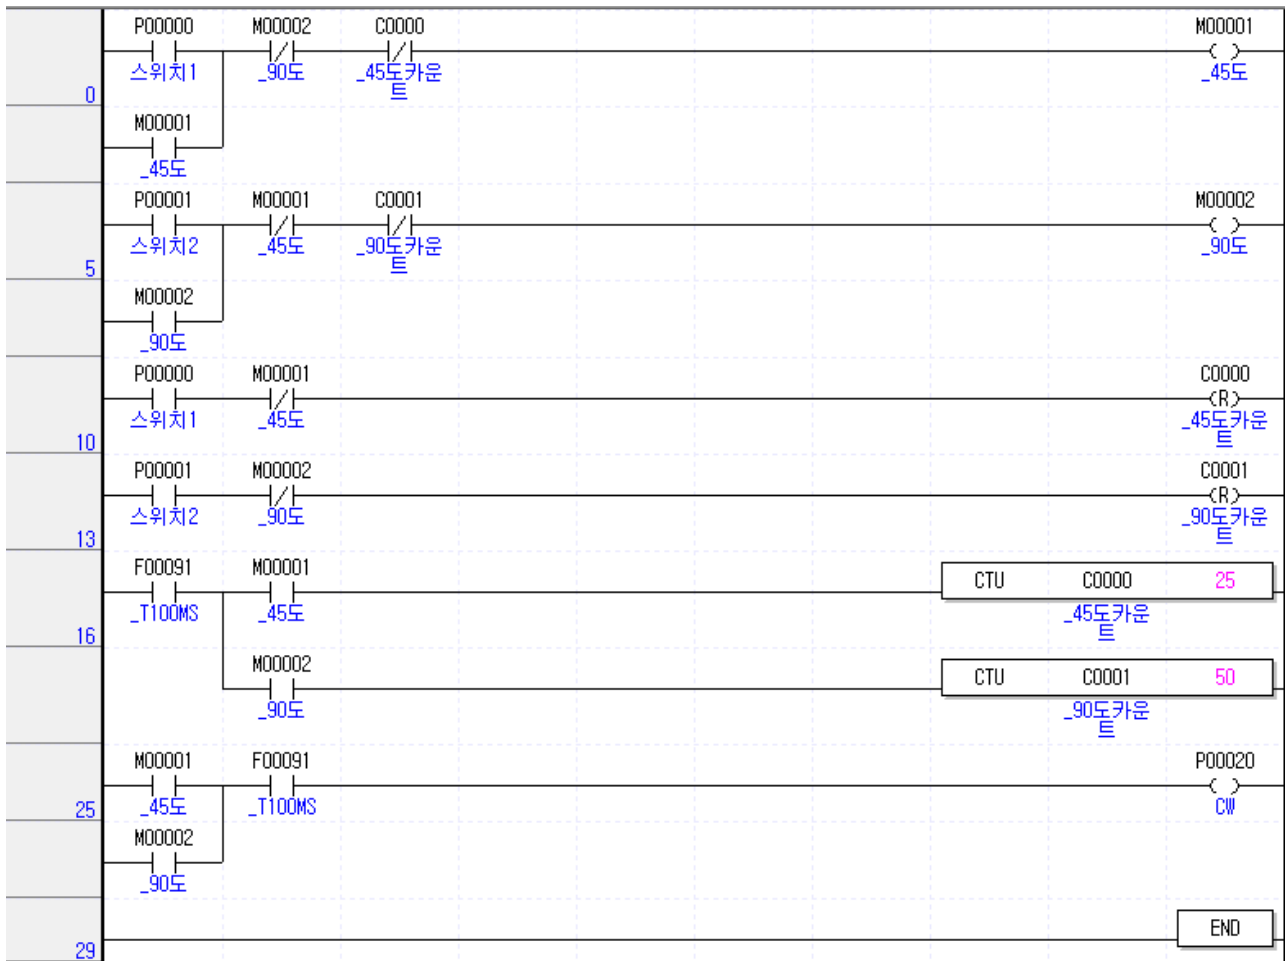 P00000 M00002 C0000 M00001
스위치1 _90도 _45도카운 _45도
트
0
M00001
_45도
P00001 M00001 C0001 M00002
스위치2 _45도 _90도카운 _90도
트
5
M00002
_90도
P00000 M00001 C0000
R
스위치1 _45도 _45도카운
트
10
P00001 M00002 C0001
R
스위치2 _90도 _90도카운
트
13
F00091 M00001
CTU C0000 25
_T100MS _45도 _45도카운
트
16
M00002
CTU C0001 50
_90도 _90도카운
트
M00001 F00091 P00020
25 _45도 _T100MS CW
M00002
_90도
END
29